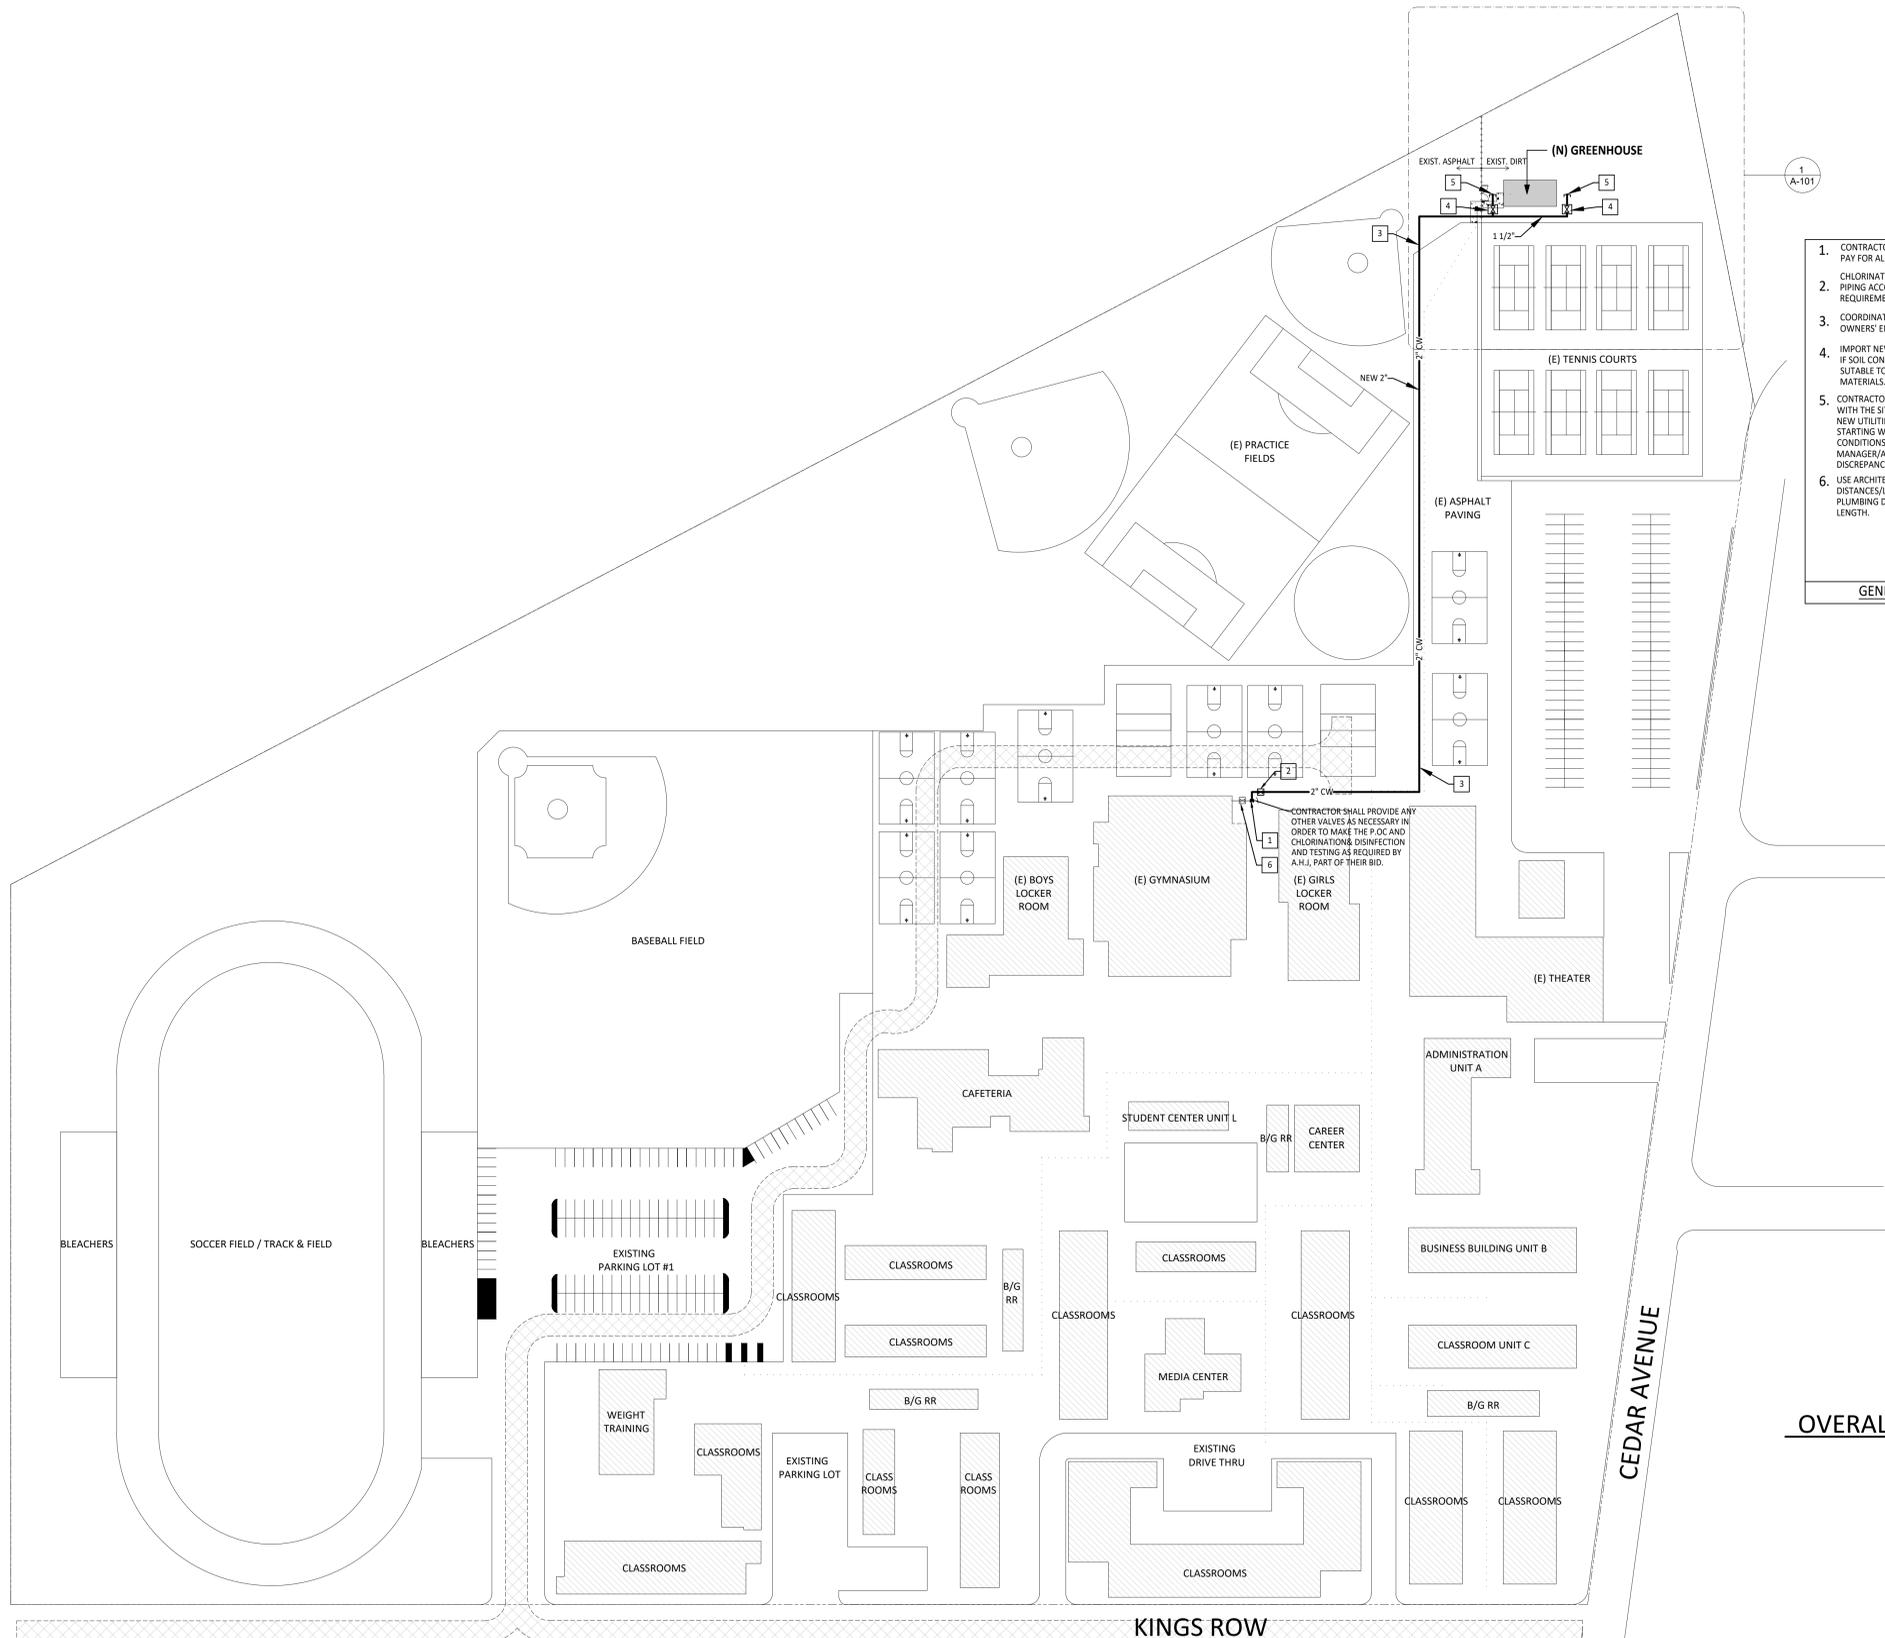 (N) GREENHOUSE
EXIST. ASPHALT
EXIST. DIRT
1
A-101
5
5
4
4
3
1 1/2"
1.
CONTRACTO
PAY FOR AL
2.
CHLORINAT
PIPING ACC
REQUIREME
3.
COORDINAT
OWNERS' E
4.
IMPORT NE
IF SOIL CON
SUTABLE TO
MATERIALS.
5.
CONTRACTO
WITH THE SI
NEW UTILITI
STARTING W
CONDITIONS
MANAGER/A
DISCREPANC
6.
USE ARCHITE
DISTANCES/L
PLUMBING D
LENGTH.
GEN
2" CW
NEW 2"
(E) TENNIS COURTS
(E) PRACTICE
FIELDS
(E) ASPHALT
PAVING
2" CW
2
3
2" CW
CONTRACTOR SHALL PROVIDE ANY
OTHER VALVES AS NECESSARY IN
ORDER TO MAKE THE P.OC AND
CHLORINATION& DISINFECTION
AND TESTING AS REQUIRED BY
A.H.J, PART OF THEIR BID.
1
6
(E) BOYS
LOCKER
ROOM
(E) GYMNASIUM
(E) GIRLS
LOCKER
ROOM
BASEBALL FIELD
(E) THEATER
ADMINISTRATION
UNIT A
CAFETERIA
STUDENT CENTER UNIT L
B/G RR
CAREER
CENTER
BLEACHERS
SOCCER FIELD / TRACK & FIELD
BLEACHERS
EXISTING
PARKING LOT #1
CLASSROOMS
CLASSROOMS
B/G
RR
CLASSROOMS
CLASSROOMS
CLASSROOMS
CLASSROOMS
BUSINESS BUILDING UNIT B
CLASSROOMS
CLASSROOM UNIT C
MEDIA CENTER
CEDAR AVENUE
B/G RR
B/G RR
WEIGHT
TRAINING
CLASSROOMS
EXISTING
PARKING LOT
CLASS
ROOMS
CLASS
ROOMS
EXISTING
DRIVE THRU
OVERAL
CLASSROOMS
CLASSROOMS
CLASSROOMS
CLASSROOMS
KINGS ROW